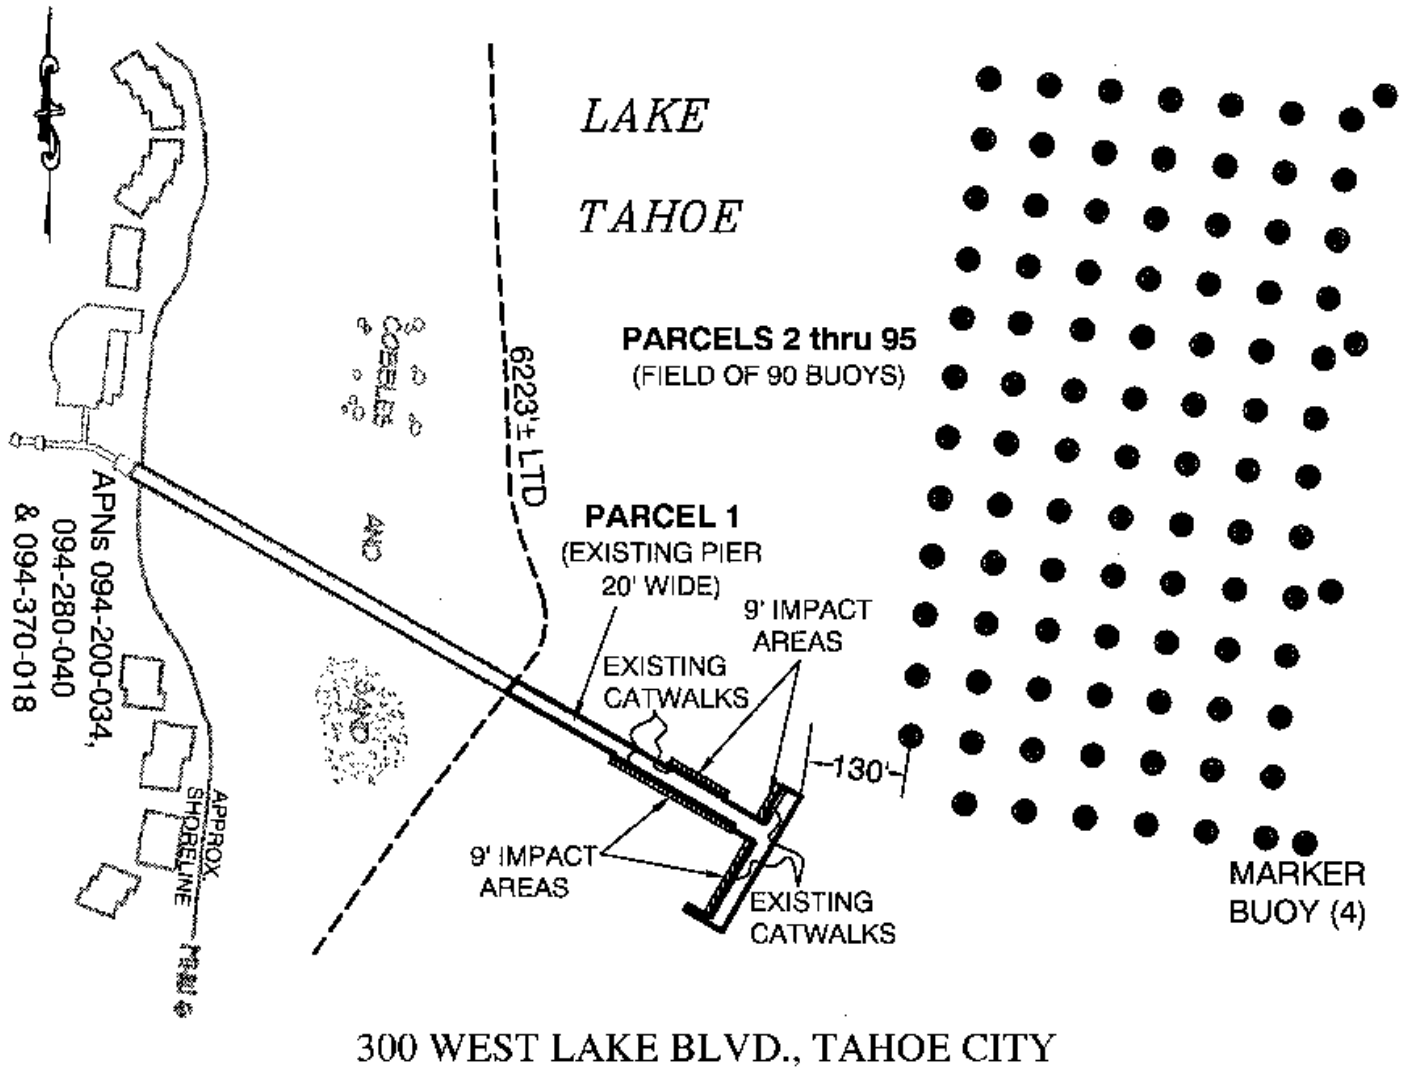 LAKE
TAHOE
PARCELS 2 thru 95
(FIELD OF 90 BUOYS)
COBBLES
6223'± LTD
PARCEL 1
(EXISTING PIER
20' WIDE)
AND
APNs 094-200-034,
094-280-040
& 094-370-018
9' IMPACT
AREAS
EXISTING
CATWALKS
SAND
130'
APPROX.
SHORELINE
9' IMPACT
AREAS
EXISTING
CATWALKS
MARKER
BUOY (4)
300 WEST LAKE BLVD., TAHOE CITY